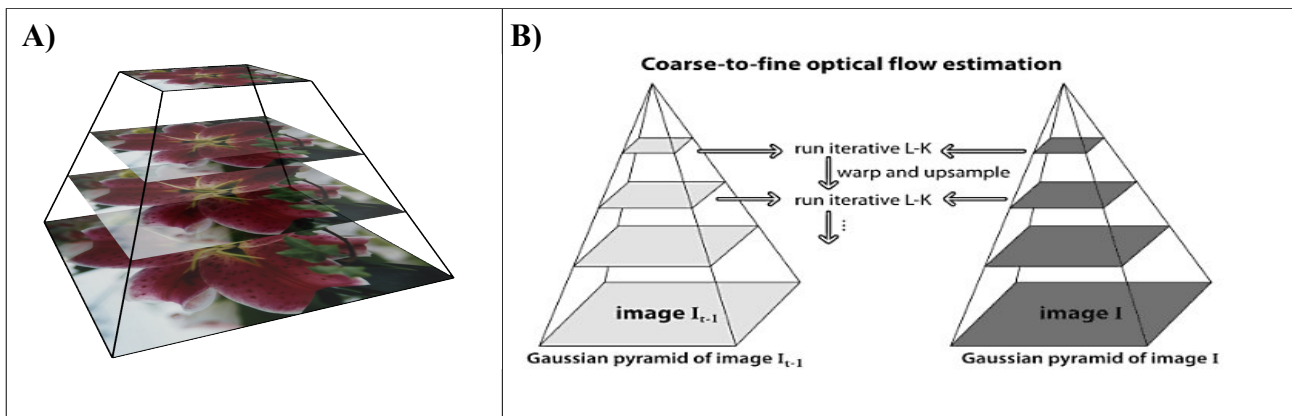 A)
B)
Coarse-to-fine optical flow estimation
run iterative L-K
warp and upsample
run iterative L-K
⋮
image I t-1
image I
Gaussian pyramid of image I t-1
Gaussian pyramid of image I